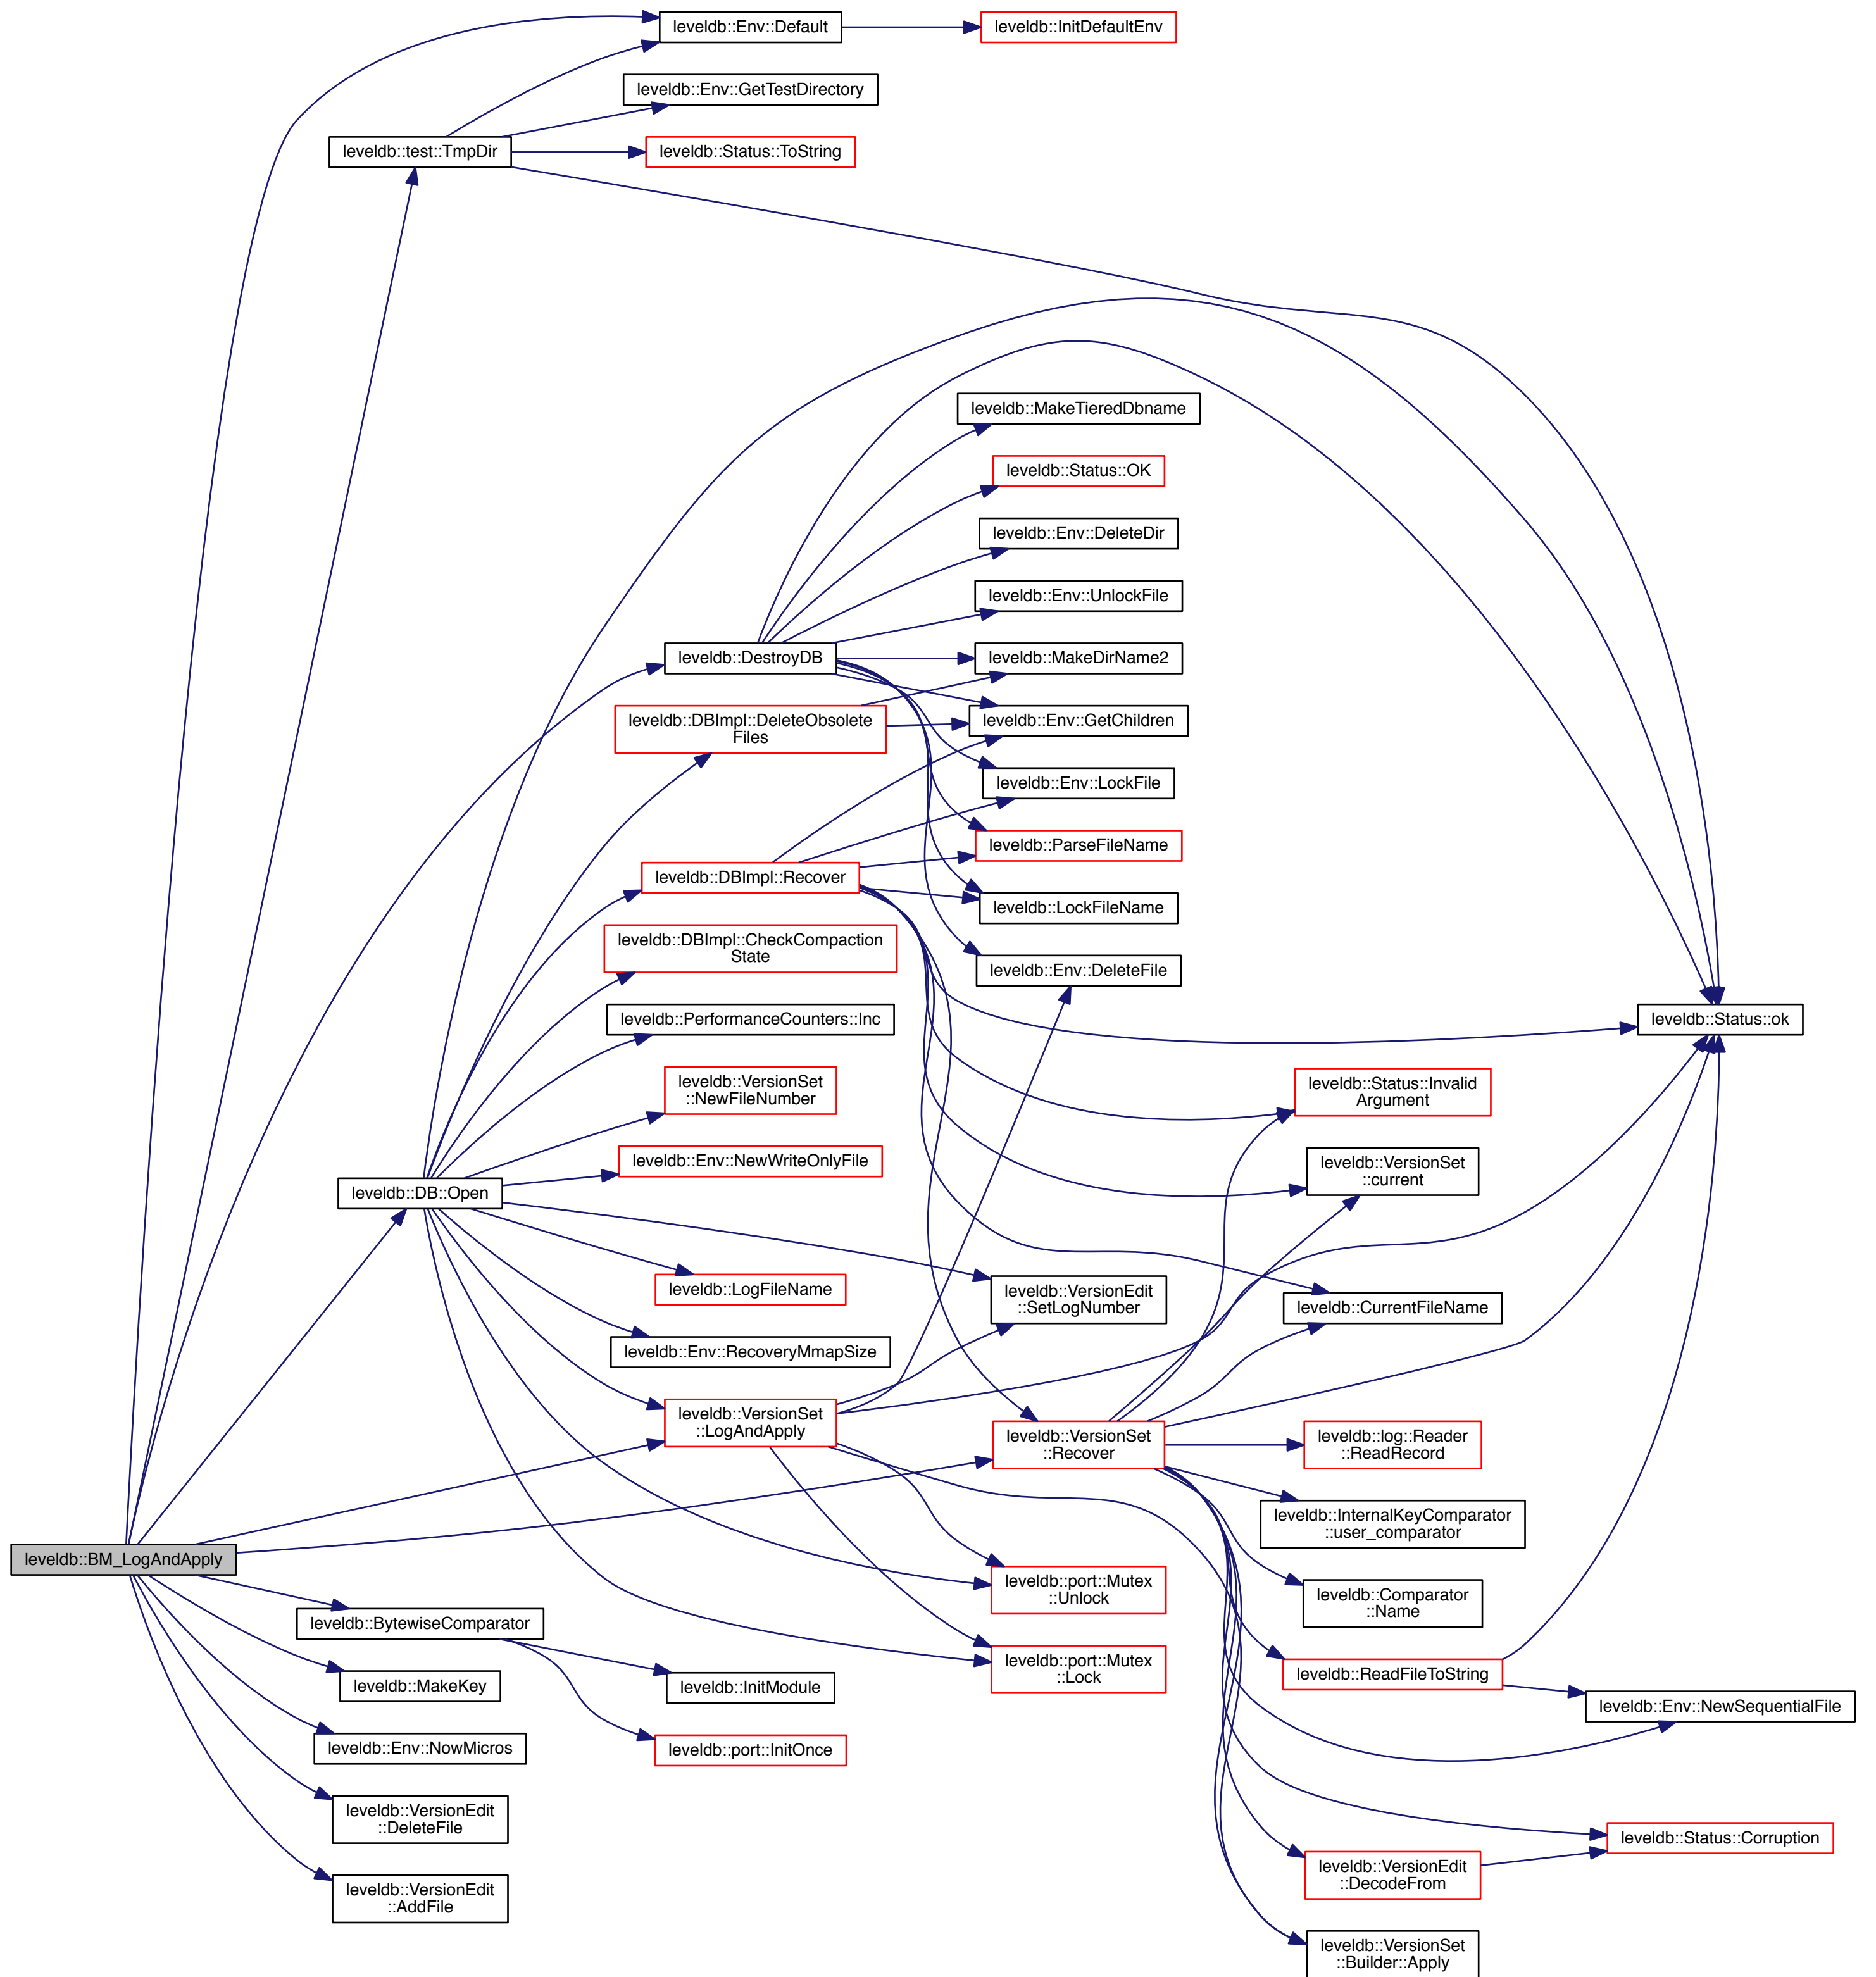 leveldb::Env::Default
leveldb::InitDefaultEnv
leveldb::Env::GetTestDirectory
leveldb::test::TmpDir
leveldb::Status::ToString
leveldb::MakeTieredDbname
leveldb::Status::OK
leveldb::Env::DeleteDir
leveldb::Env::UnlockFile
leveldb::DestroyDB
leveldb::MakeDirName2
leveldb::DBImpl::DeleteObsolete
Files
leveldb::Env::GetChildren
leveldb::Env::LockFile
leveldb::ParseFileName
leveldb::DBImpl::Recover
leveldb::LockFileName
leveldb::DBImpl::CheckCompaction
State
leveldb::Env::DeleteFile
leveldb::PerformanceCounters::Inc
leveldb::Status::ok
leveldb::VersionSet
::NewFileNumber
leveldb::Status::Invalid
Argument
leveldb::Env::NewWriteOnlyFile
leveldb::VersionSet
::current
leveldb::DB::Open
leveldb::LogFileName
leveldb::VersionEdit
::SetLogNumber
leveldb::CurrentFileName
leveldb::Env::RecoveryMmapSize
leveldb::VersionSet
::LogAndApply
leveldb::VersionSet
::Recover
leveldb::log::Reader
::ReadRecord
leveldb::InternalKeyComparator
::user_comparator
leveldb::BM_LogAndApply
leveldb::port::Mutex
::Unlock
leveldb::Comparator
::Name
leveldb::BytewiseComparator
leveldb::port::Mutex
::Lock
leveldb::ReadFileToString
leveldb::MakeKey
leveldb::InitModule
leveldb::Env::NewSequentialFile
leveldb::Env::NowMicros
leveldb::port::InitOnce
leveldb::VersionEdit
::DeleteFile
leveldb::Status::Corruption
leveldb::VersionEdit
::DecodeFrom
leveldb::VersionEdit
::AddFile
leveldb::VersionSet
::Builder::Apply